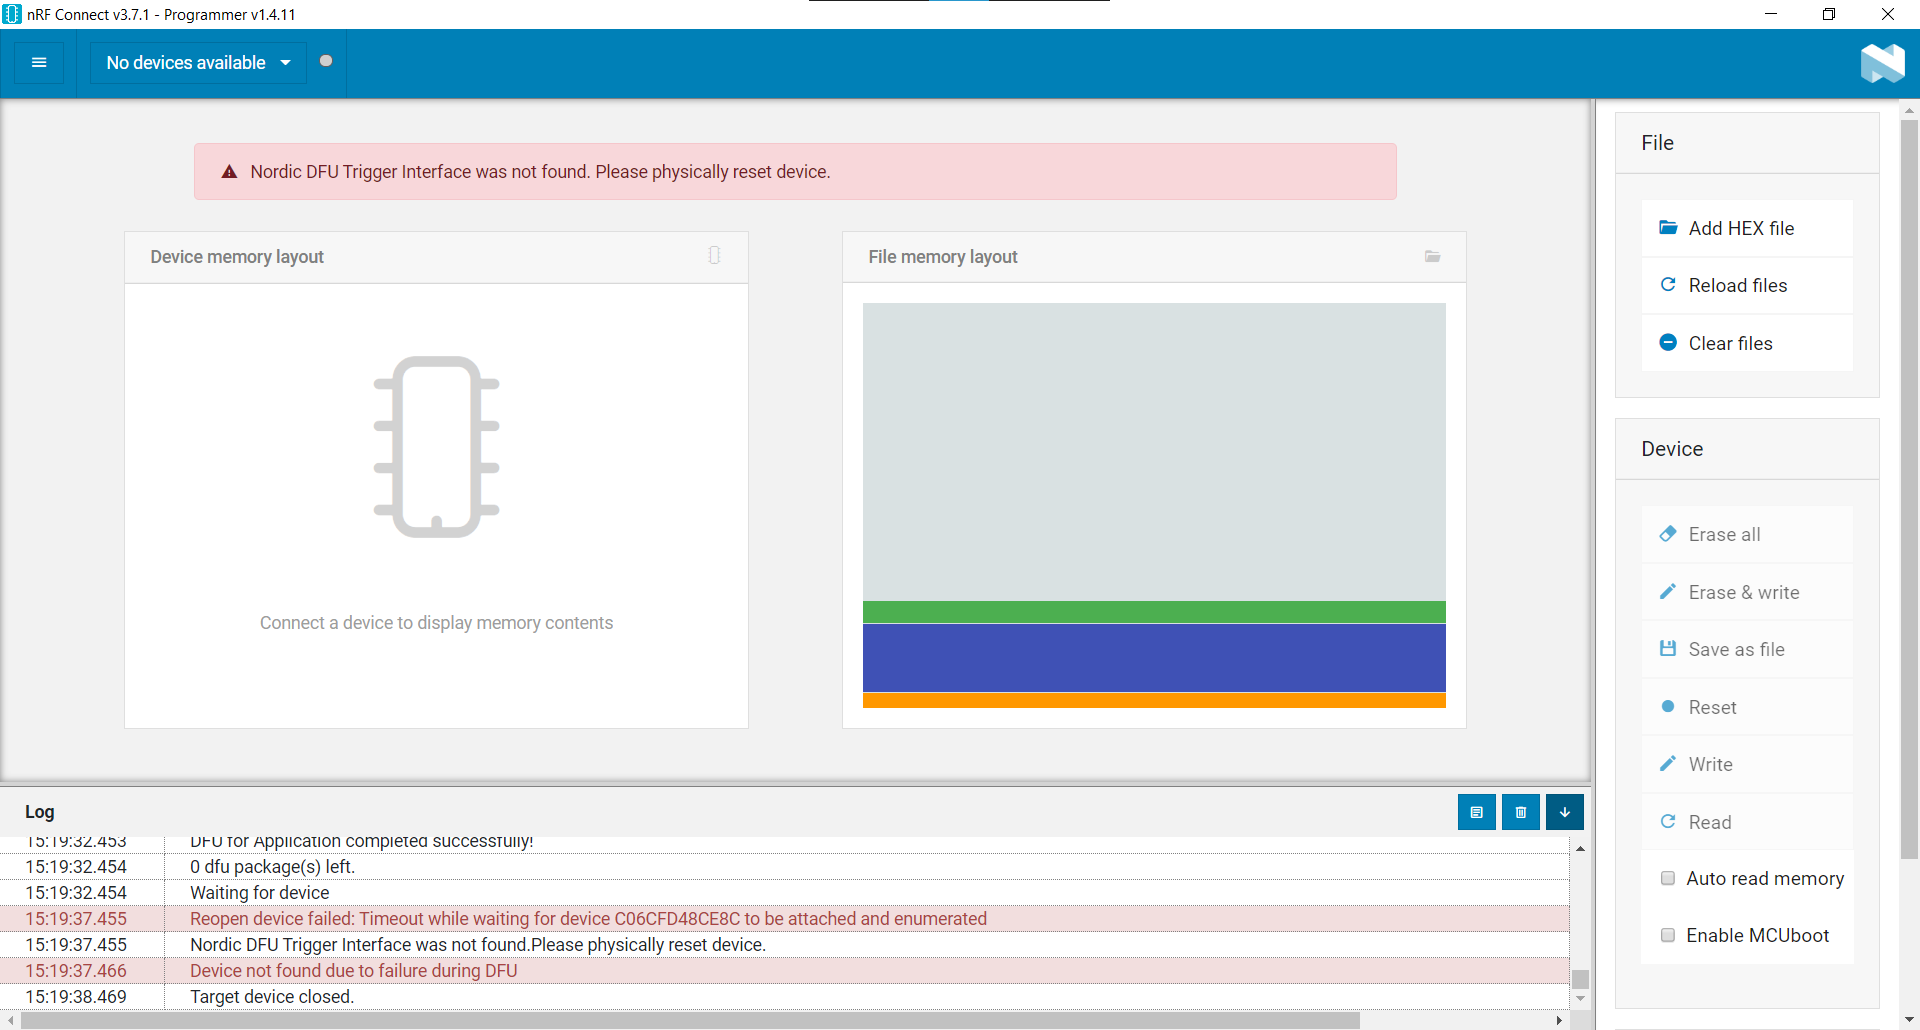 nRF Connect v3.7.1 - Programmer v1.4.11
No devices available
Nordic DFU Trigger Interface was not found. Please physically reset device.
Device memory layout
Connect a device to display memory contents
File memory layout
File
Add HEX file
Reload files
Clear files
Device
Erase all
Erase & write
Save as file
Reset
Write
Read
Auto read memory
Enable MCUboot
Log
15:19:32.453 DFU for Application completed successfully!
15:19:32.454 0 dfu package(s) left.
15:19:32.454 Waiting for device
15:19:37.455 Reopen device failed: Timeout while waiting for device C06CFD48CE8C to be attached and enumerated
15:19:37.455 Nordic DFU Trigger Interface was not found.Please physically reset device.
15:19:37.466 Device not found due to failure during DFU
15:19:38.469 Target device closed.